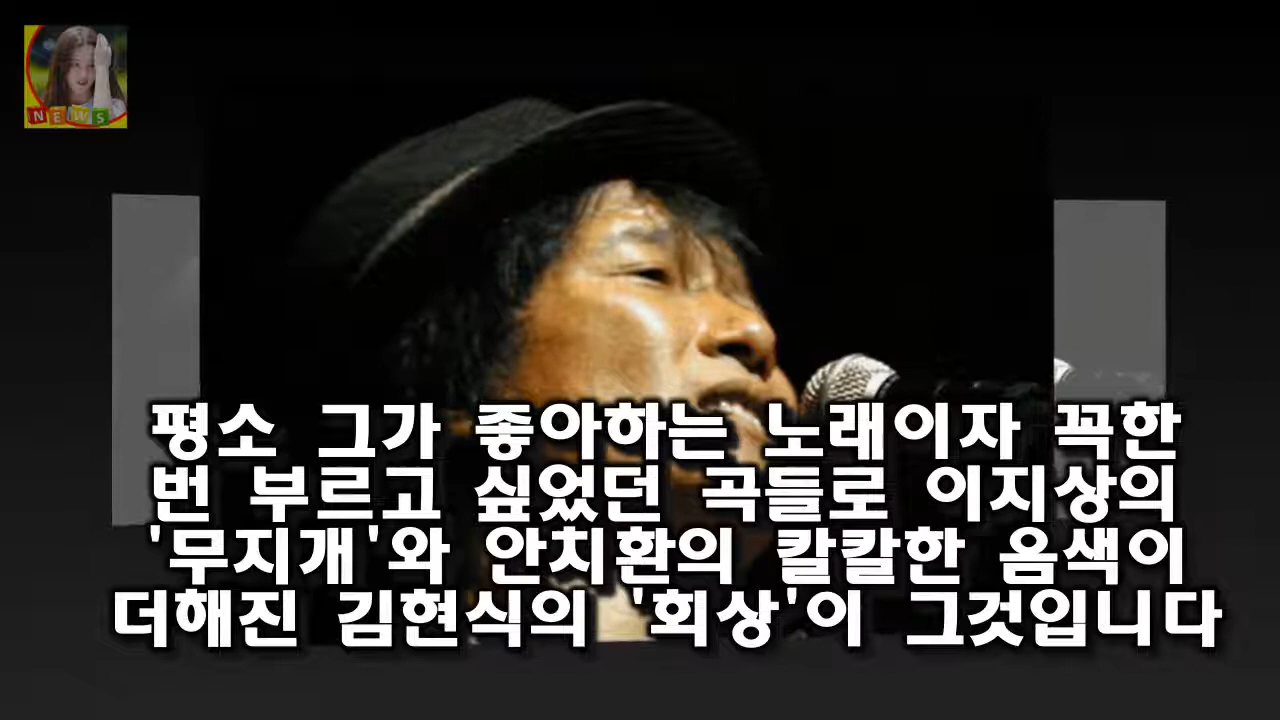 NEWS
평소 그가 좋아하는 노래이자 꼭한
번 부르고 싶었던 곡들로 이지상의
'무지개'와 안치환의 칼칼한 음색이
더해진 김현식의 '회상'이 그것입니다